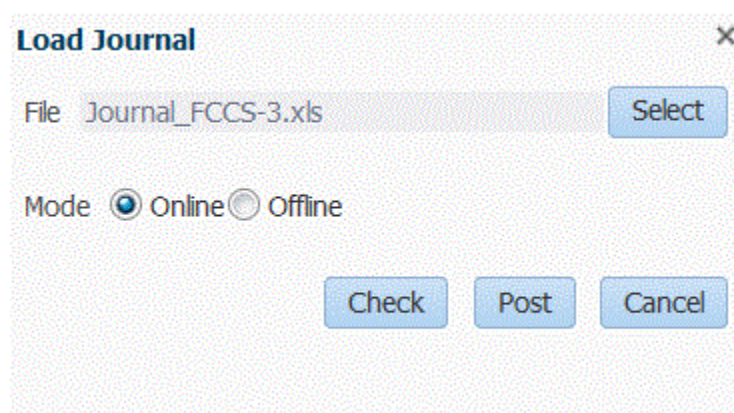 Load Journal
File Journal_FCCS-3.xls Select
Mode Online Offline
Check Post Cancel